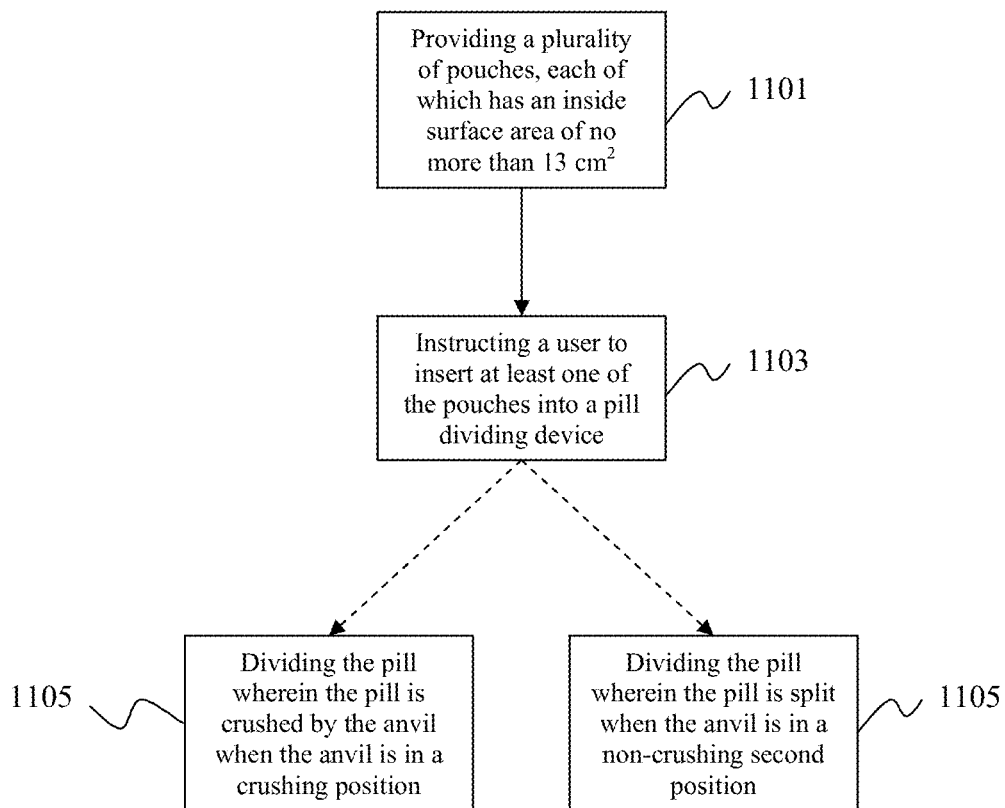 Providing a plurality
of pouches, each of
which has an inside
surface area of no
more than 13 cm²
1101
Instructing a user to
insert at least one of
the pouches into a pill
dividing device
1103
1105
Dividing the pill
wherein the pill is
crushed by the anvil
when the anvil is in a
crushing position
Dividing the pill
wherein the pill is split
when the anvil is in a
non-crushing second
position
1105